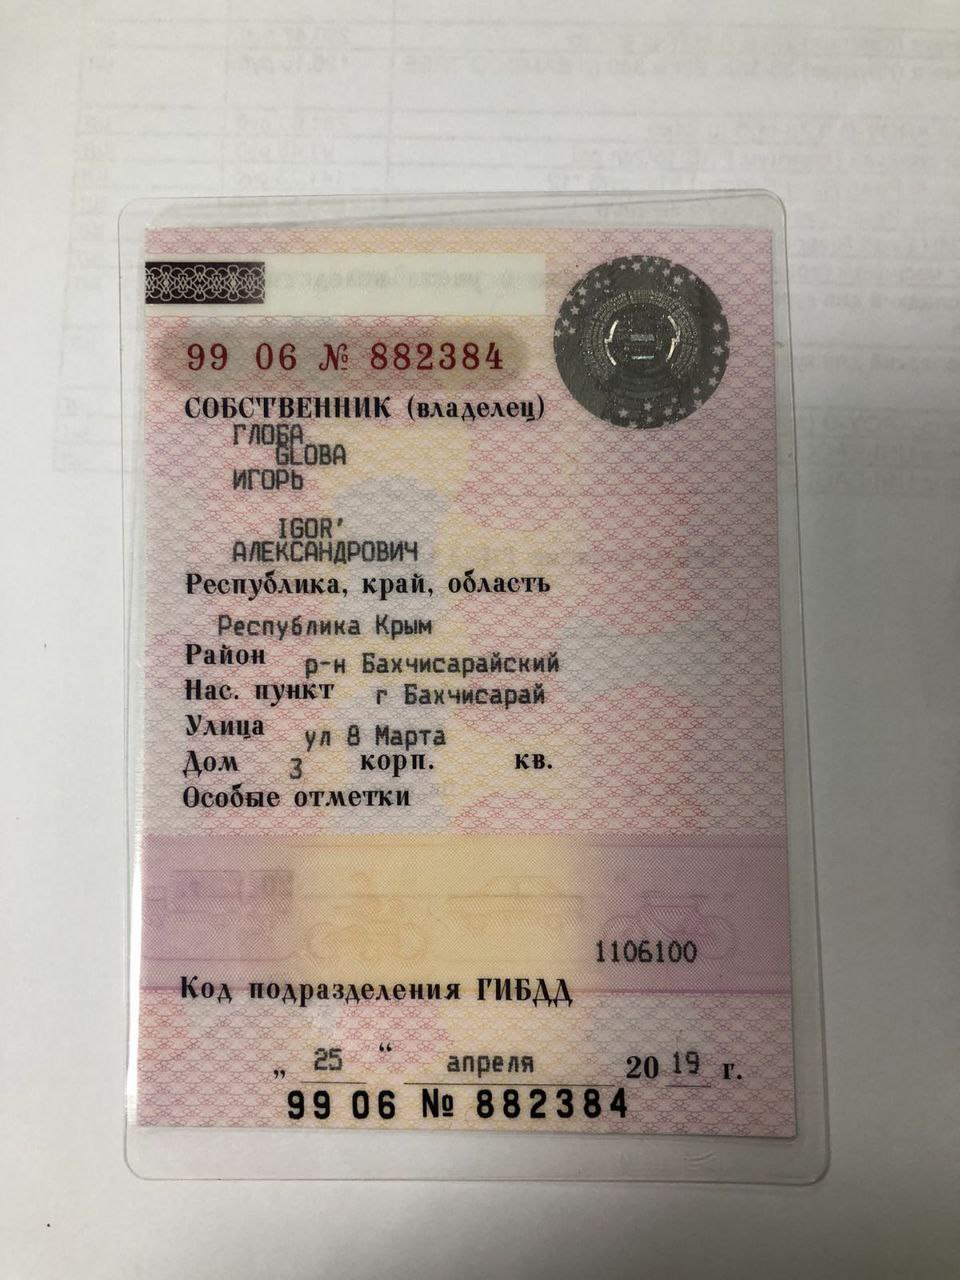 99 06 № 882384
СОБСТВЕННИК (владелец)
ГЛОБА
GLOBA
ИГОРЬ
IGOR'
АЛЕКСАНДРОВИЧ
Республика, край, область
Республика Крым
Район р-н Бахчисарайский
Нас. пункт г Бахчисарай
Улица ул 8 Марта
Дом 3 корп. кв.
Особые отметки
1106100
Код подразделения ГИБДД
„ 25 “ апреля 20 19 г.
99 06 № 882384